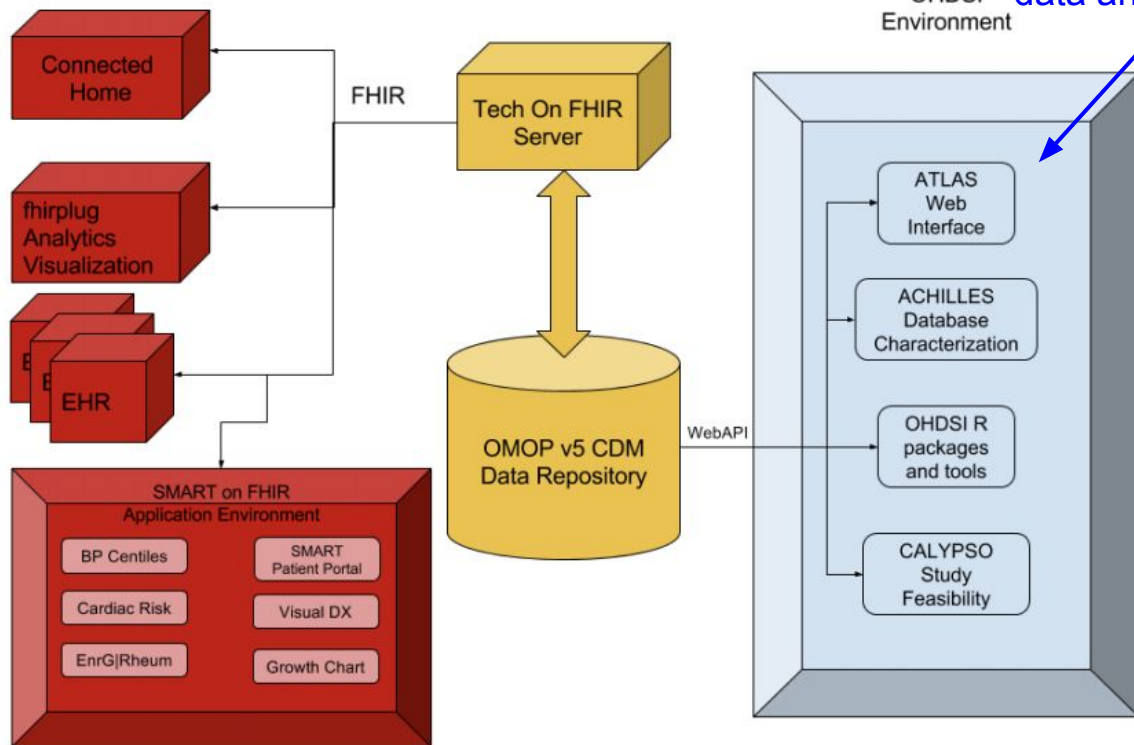 Environment
Connected
Home
FHIR
Tech On FHIR
Server
fhirplug
Analytics
Visualization
EHR
OMOP v5 CDM
Data Repository
WebAPI
ATLAS
Web
Interface
ACHILLES
Database
Characterization
OHDSI R
packages
and tools
CALYPSO
Study
Feasibility
SMART on FHIR
Application Environment
BP Centiles
SMART
Patient Portal
Cardiac Risk
Visual DX
EnrG|Rheum
Growth Chart